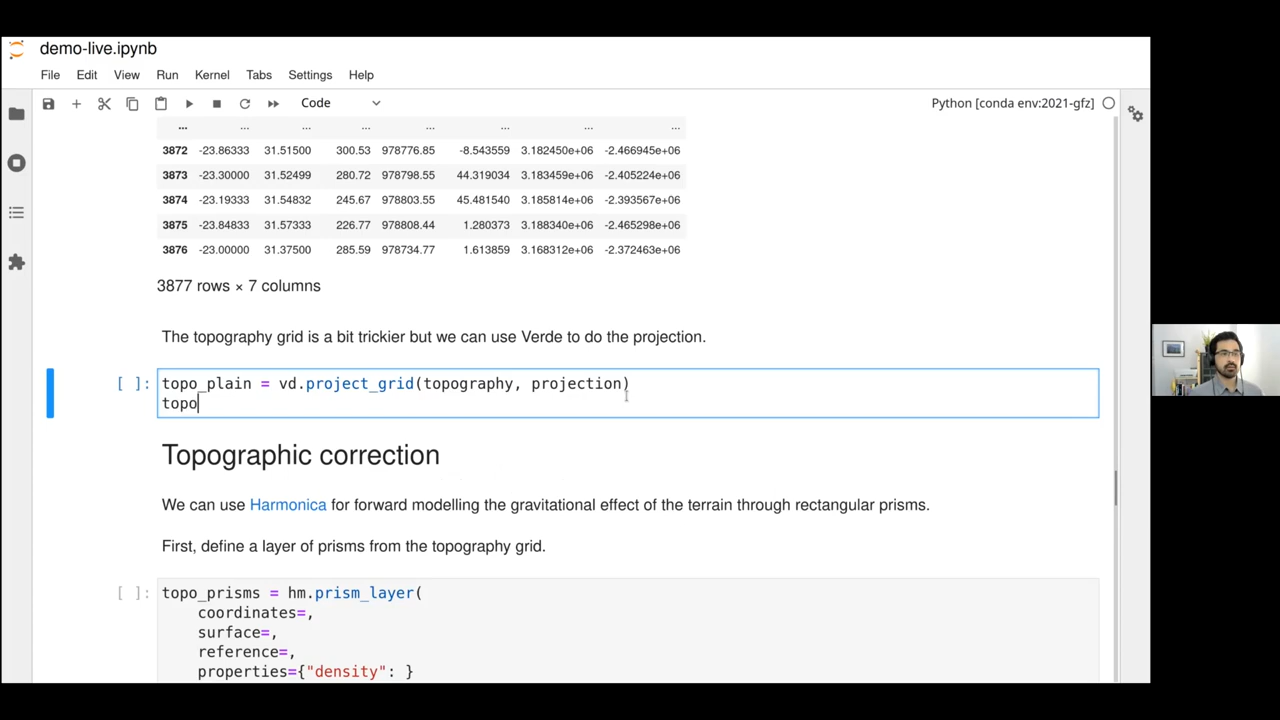 demo-live.ipynb
File Edit View Run Kernel Tabs Settings Help
Code Python [conda env:2021-gfz]
... ... ... ... ... ... ... ...
3872 -23.86333 31.51500 300.53 978776.85 -8.543559 3.182450e+06 -2.466945e+06
3873 -23.30000 31.52499 280.72 978798.55 44.319034 3.183459e+06 -2.405224e+06
3874 -23.19333 31.54832 245.67 978803.55 45.481540 3.185814e+06 -2.393567e+06
3875 -23.84833 31.57333 226.77 978808.44 1.280373 3.188340e+06 -2.465298e+06
3876 -23.00000 31.37500 285.59 978734.77 1.613859 3.168312e+06 -2.372463e+06
3877 rows × 7 columns
The topography grid is a bit trickier but we can use Verde to do the projection.
[ ]: topo_plain = vd.project_grid(topography, projection)
topo
Topographic correction
We can use Harmonica for forward modelling the gravitational effect of the terrain through rectangular prisms.
First, define a layer of prisms from the topography grid.
[ ]: topo_prisms = hm.prism_layer(
coordinates=,
surface=,
reference=,
properties={"density": }